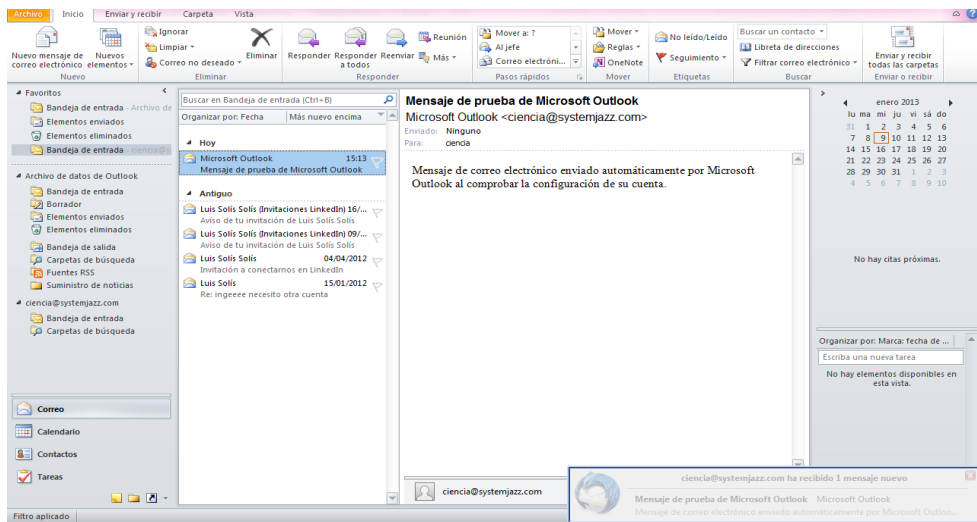 Archivo Inicio Enviar y recibir Carpeta Vista
Nuevo mensaje de correo electrónico
Nuevos elementos
Nuevo
Ignorar
Limpiar
Correo no deseado
Eliminar
Eliminar
Responder
Responder a todos
Reenviar
Reunión
Más
Responder
Mover a: ?
Al jefe
Correo electróni...
Pasos rápidos
Mover
Reglas
OneNote
Mover
No leído/Leído
Seguimiento
Etiquetas
Buscar un contacto
Libreta de direcciones
Filtrar correo electrónico
Buscar
Enviar y recibir todas las carpetas
Enviar o recibir
Favoritos
Bandeja de entrada - Archivo de
Elementos enviados
Elementos eliminados
Bandeja de entrada - ciencia@s
Archivo de datos de Outlook
Bandeja de entrada
Borrador
Elementos enviados
Elementos eliminados
Bandeja de salida
Carpetas de búsqueda
Fuentes RSS
Suministro de noticias
ciencia@systemjazz.com
Bandeja de entrada
Carpetas de búsqueda
Correo
Calendario
Contactos
Tareas
Filtro aplicado
Buscar en Bandeja de entrada (Ctrl+B)
Organizar por: Fecha Más nuevo encima
Hoy
Microsoft Outlook 15:13
Mensaje de prueba de Microsoft Outlook
Antiguo
Luis Solís Solís (Invitaciones LinkedIn) 16/...
Aviso de tu invitación de Luis Solís Solís
Luis Solís Solís (Invitaciones LinkedIn) 09/...
Aviso de tu invitación de Luis Solís Solís
Luis Solís Solís 04/04/2012
Invitación a conectarnos en LinkedIn
Luis Solís 15/01/2012
Re: ingeeee necesito otra cuenta
Mensaje de prueba de Microsoft Outlook
Microsoft Outlook <ciencia@systemjazz.com>
Enviado: Ninguno
Para: ciencia
Mensaje de correo electrónico enviado automáticamente por Microsoft
Outlook al comprobar la configuración de su cuenta.
ciencia@systemjazz.com
enero 2013
lu ma mi ju vi sá do
31 1 2 3 4 5 6
7 8 9 10 11 12 13
14 15 16 17 18 19 20
21 22 23 24 25 26 27
28 29 30 31 1 2 3
4 5 6 7 8 9 10
No hay citas próximas.
Organizar por: Marca: fecha de ...
Escriba una nueva tarea
No hay elementos disponibles en
esta vista.
ciencia@systemjazz.com ha recibido 1 mensaje nuevo
Mensaje de prueba de Microsoft Outlook Microsoft Outlook
Mensaje de correo electrónico enviado automáticamente por Microsoft Outloo...